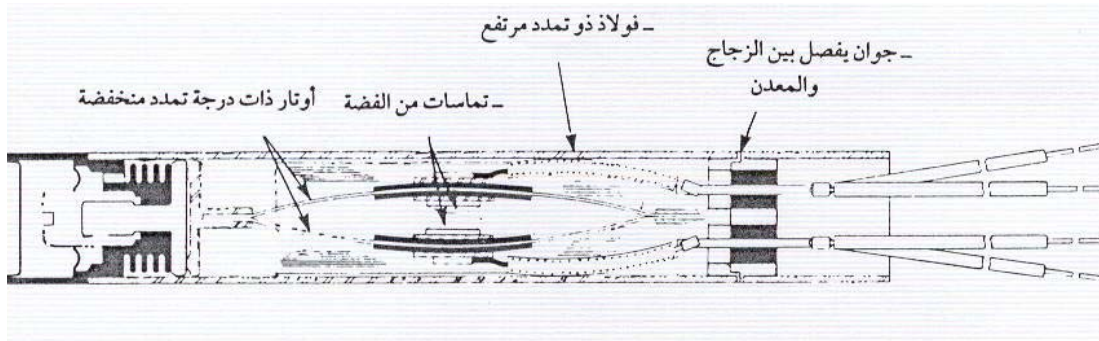 ـ فولاذ ذو تمدد مرتفع
ـ جوان يفصل بين الزجاج
والمعدن
ـ تماسات من الفضة
أوتار ذات درجة تمدد منخفضة